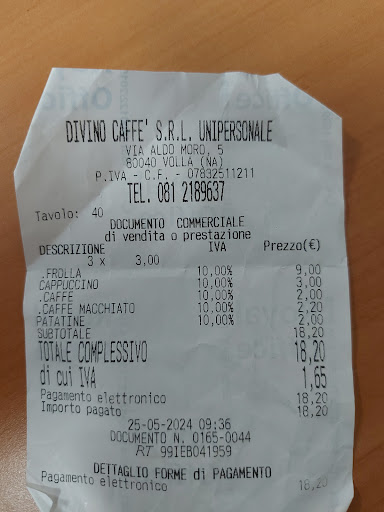 DIVINO CAFFE' S.R.L. UNIPERSONALE
VIA ALDO MORO, 5
80040 VOLLA (NA)
P.IVA - C.F. - 07832511211
TEL. 081 2189637
Tavolo: 40
DOCUMENTO COMMERCIALE
di vendita o prestazione
DESCRIZIONE IVA Prezzo(€)
3 x 3,00
.FROLLA 10,00% 9,00
CAPPUCCINO 10,00% 3,00
.CAFFE 10,00% 2,00
.CAFFE MACCHIATO 10,00% 2,20
PATATINE 10,00% 2,00
SUBTOTALE 18,20
TOTALE COMPLESSIVO 18,20
di cui IVA 1,65
Pagamento elettronico 18,20
Importo pagato 18,20
25-05-2024 09:36
DOCUMENTO N. 0165-0044
RT 99IEB041959
DETTAGLIO FORME di PAGAMENTO
Pagamento elettronico 18,20